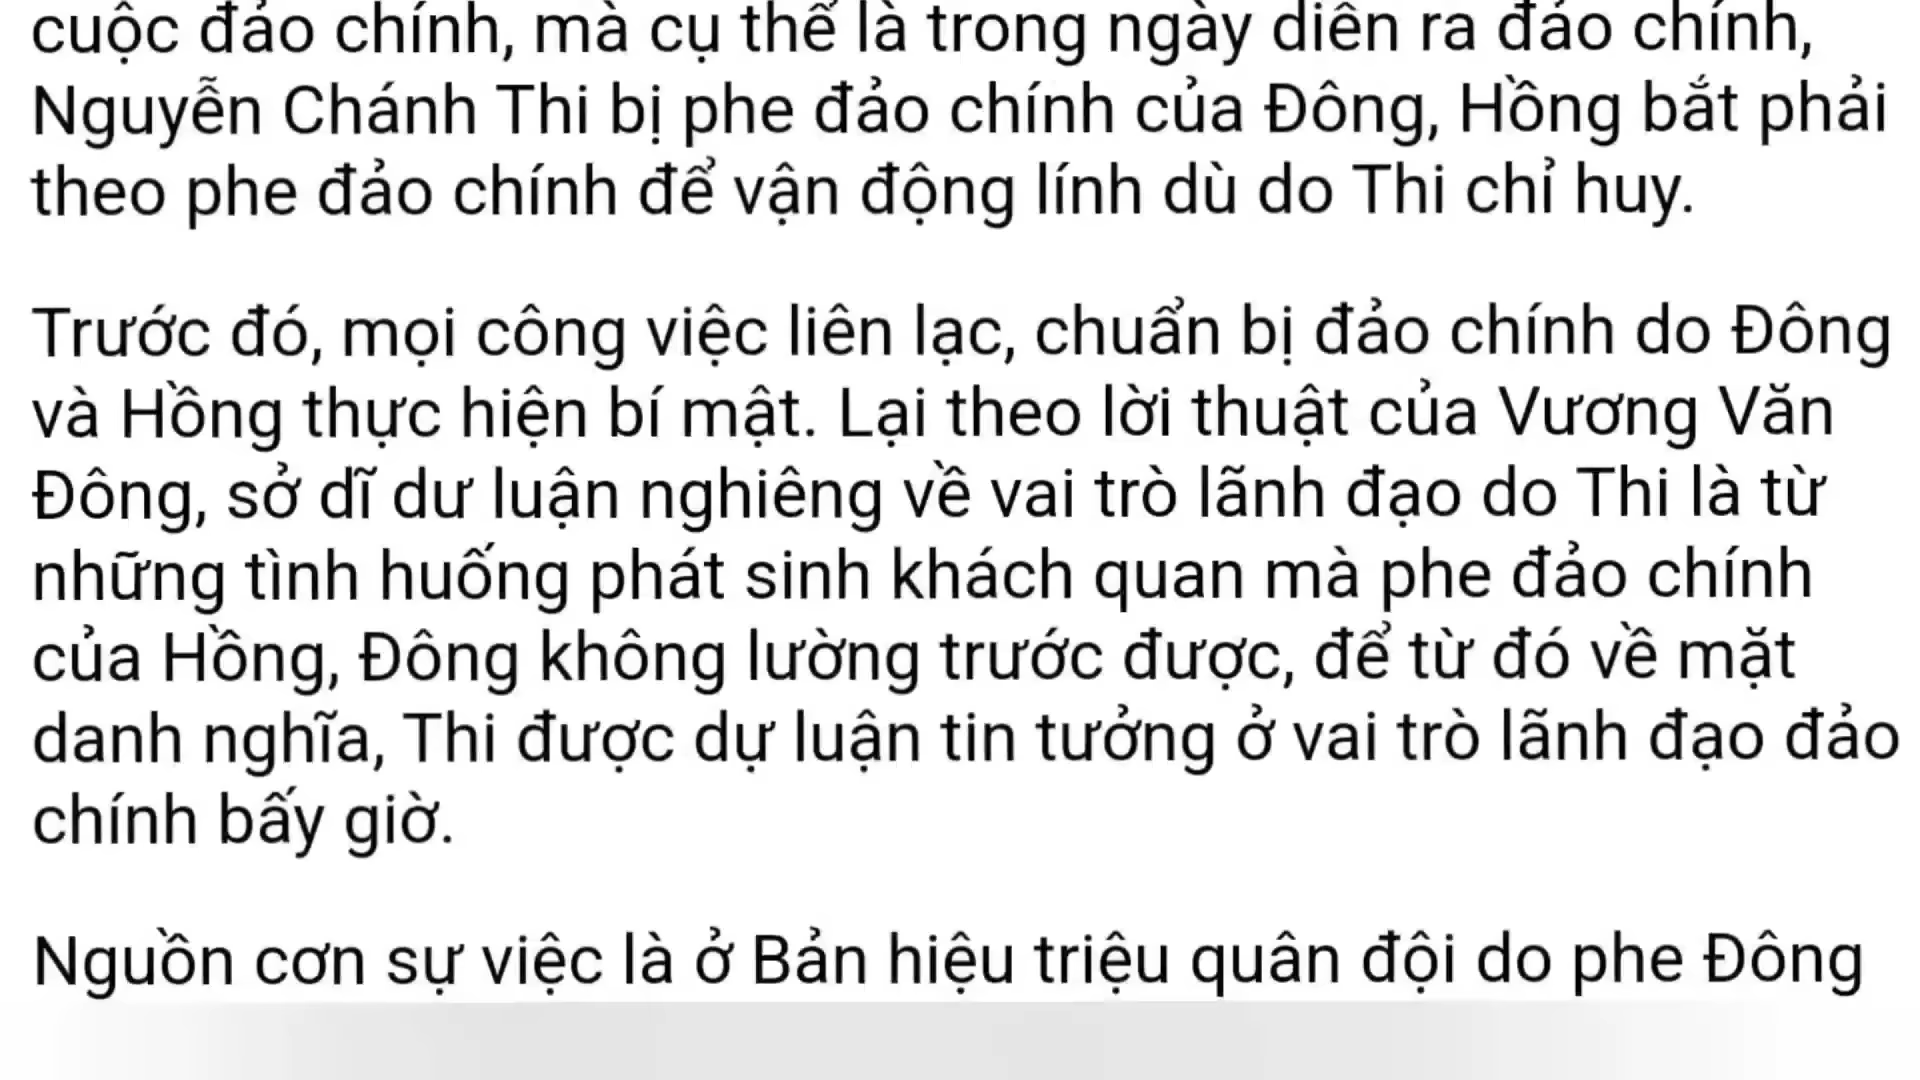 cuộc đảo chính, mà cụ thể là trong ngày diễn ra đảo chính,
Nguyễn Chánh Thi bị phe đảo chính của Đông, Hồng bắt phải
theo phe đảo chính để vận động lính dù do Thi chỉ huy.
Trước đó, mọi công việc liên lạc, chuẩn bị đảo chính do Đông
và Hồng thực hiện bí mật. Lại theo lời thuật của Vương Văn
Đông, sở dĩ dư luận nghiêng về vai trò lãnh đạo do Thi là từ
những tình huống phát sinh khách quan mà phe đảo chính
của Hồng, Đông không lường trước được, để từ đó về mặt
danh nghĩa, Thi được dự luận tin tưởng ở vai trò lãnh đạo đảo
chính bấy giờ.
Nguồn cơn sự việc là ở Bản hiệu triệu quân đội do phe Đông